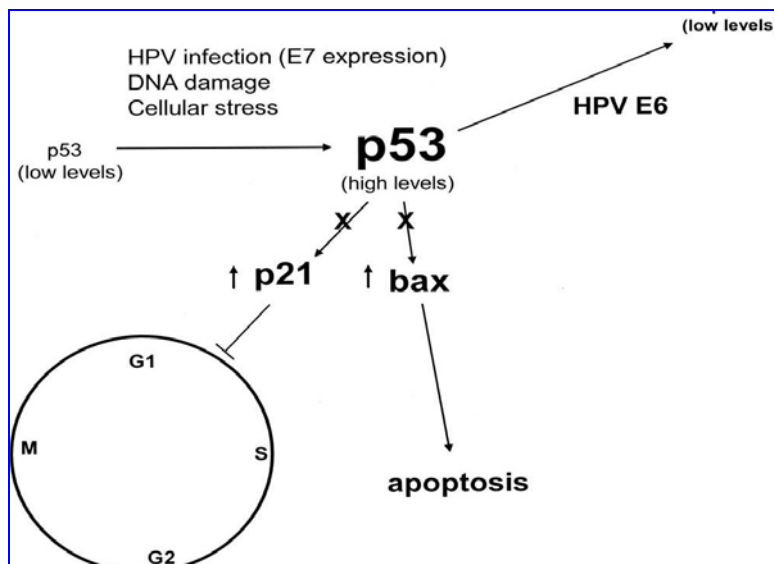 (low levels
HPV infection (E7 expression)
DNA damage
Cellular stress
HPV E6
p53
(low levels)
p53
(high levels)
X X
↑ p21 ↑ bax
G1
M S
apoptosis
G2